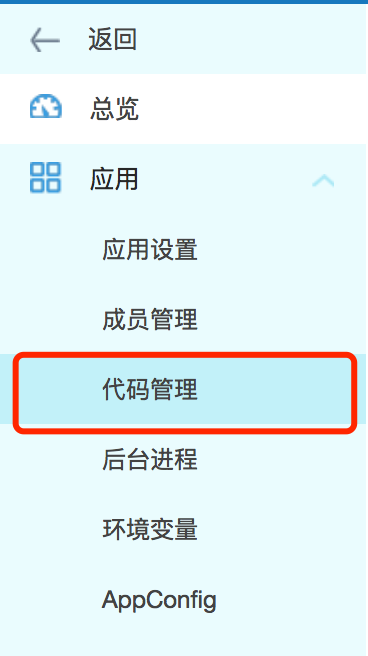 返回
总览
应用
应用设置
成员管理
代码管理
后台进程
环境变量
AppConfig